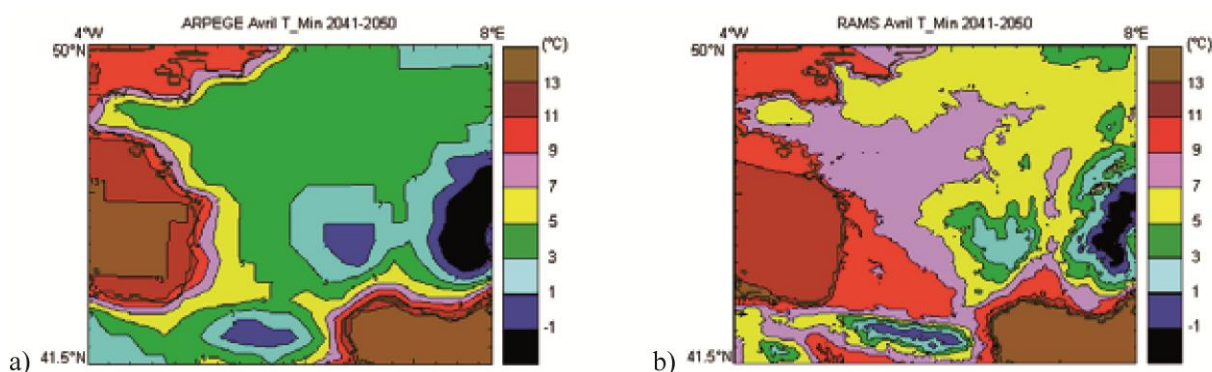 ARPEGE Avril T_Min 2041-2050
4°W
8°E
(°C)
50°N
13
11
9
7
5
3
1
-1
41.5°N
a)
RAMS Avril T_Min 2041-2050
4°W
8°E
(°C)
50°N
13
11
9
7
5
3
1
-1
41.5°N
b)